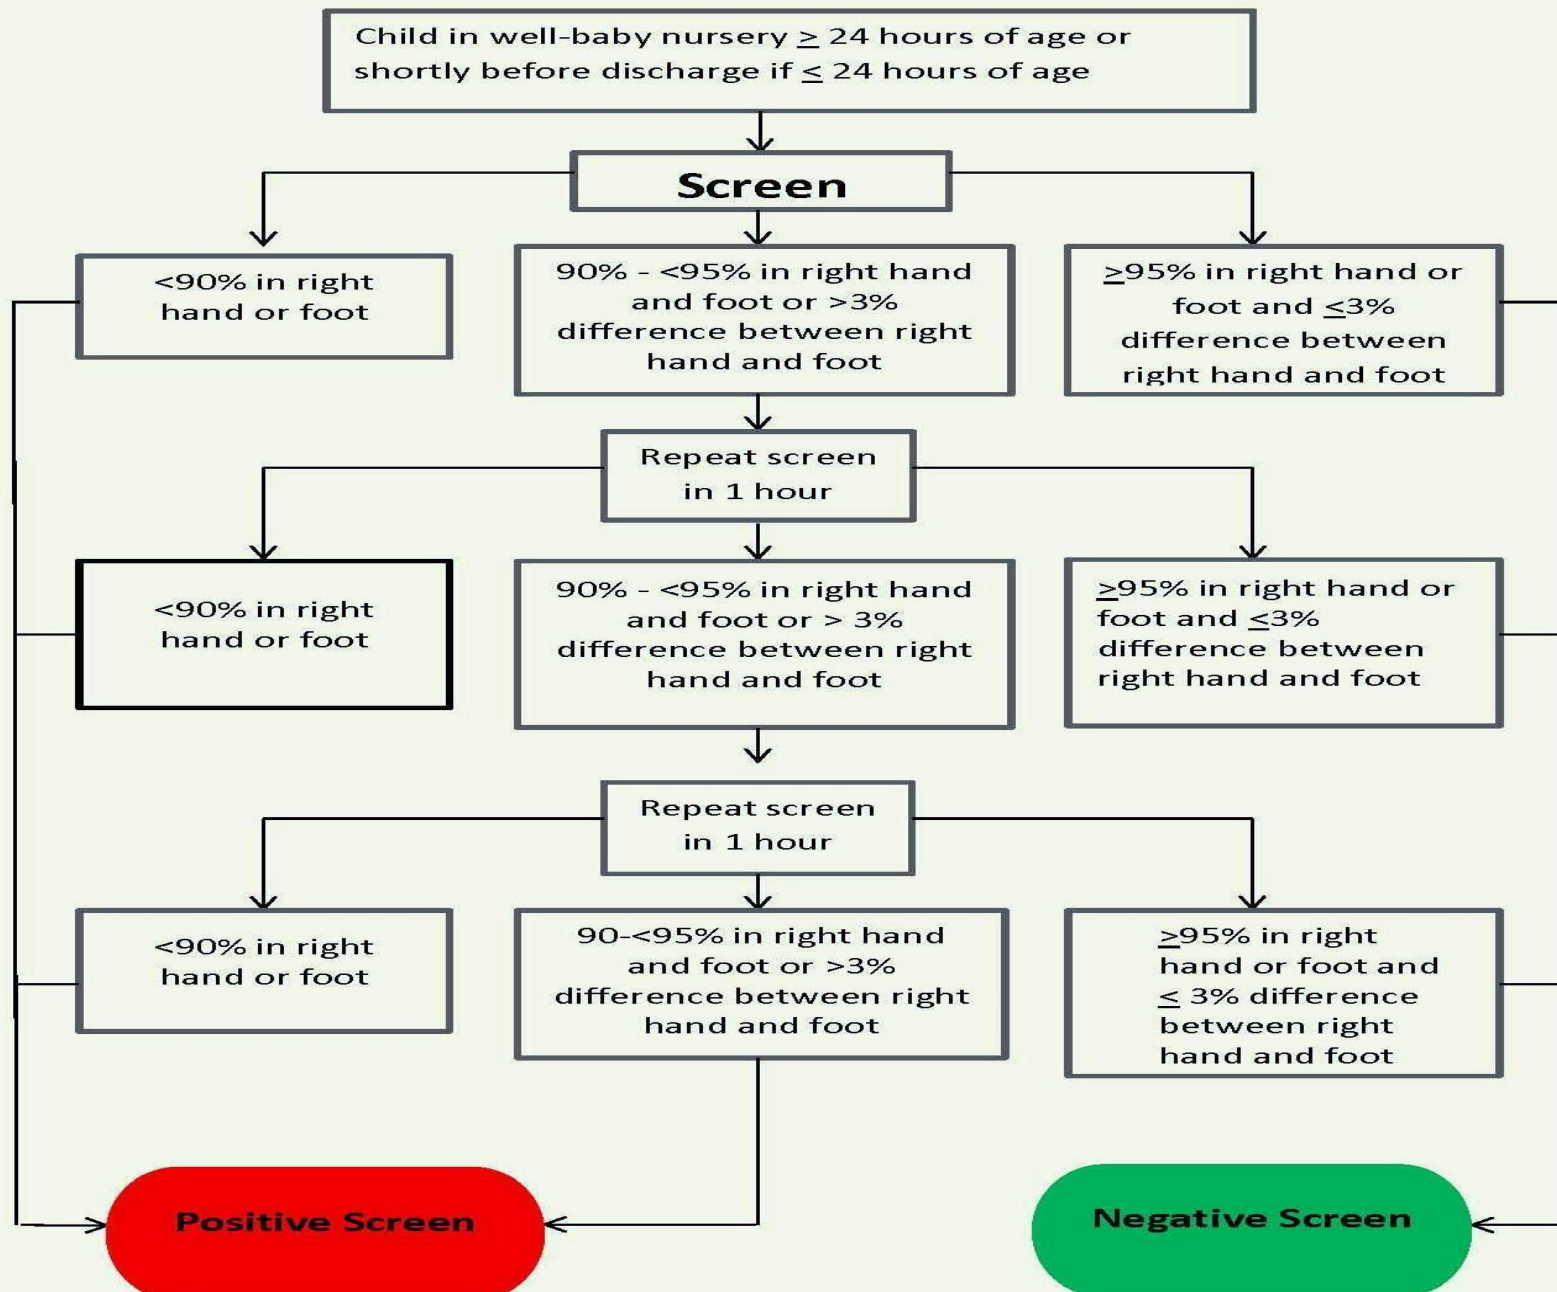 Child in well-baby nursery ≥ 24 hours of age or
shortly before discharge if ≤ 24 hours of age
Screen
<90% in right
hand or foot
90% - <95% in right hand
and foot or >3%
difference between right
hand and foot
≥95% in right hand or
foot and ≤3%
difference between
right hand and foot
Repeat screen
in 1 hour
<90% in right
hand or foot
90% - <95% in right hand
and foot or > 3%
difference between right
hand and foot
≥95% in right hand or
foot and ≤3%
difference between
right hand and foot
Repeat screen
in 1 hour
<90% in right
hand or foot
90-<95% in right hand
and foot or >3%
difference between right
hand and foot
≥95% in right
hand or foot and
≤ 3% difference
between right
hand and foot
Positive Screen
Negative Screen